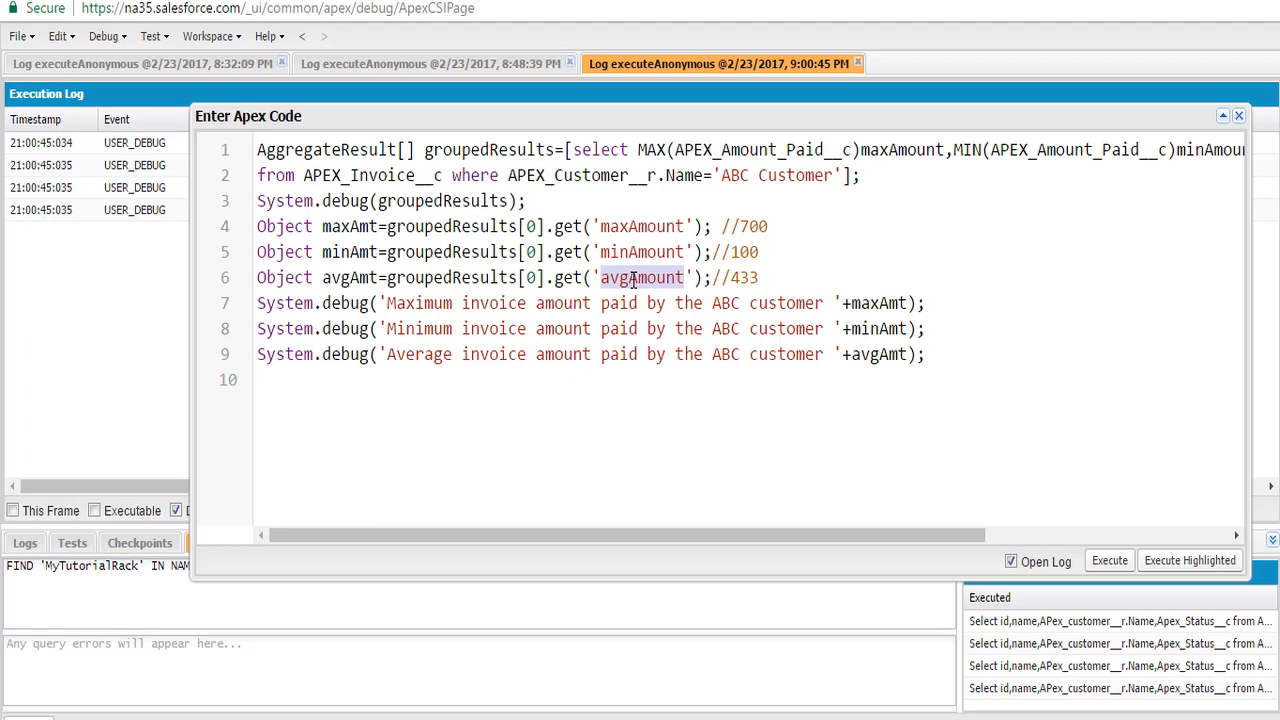 Secure https://na35.salesforce.com/_ui/common/apex/debug/ApexCSIPage
File Edit Debug Test Workspace Help < >
Log executeAnonymous @2/23/2017, 8:32:09 PM Log executeAnonymous @2/23/2017, 8:48:39 PM Log executeAnonymous @2/23/2017, 9:00:45 PM
Execution Log
Timestamp Event
21:00:45:034 USER_DEBUG
21:00:45:035 USER_DEBUG
21:00:45:035 USER_DEBUG
21:00:45:035 USER_DEBUG
Enter Apex Code
1 AggregateResult[] groupedResults=[select MAX(APEX_Amount_Paid__c)maxAmount,MIN(APEX_Amount_Paid__c)minAmoun
2 from APEX_Invoice__c where APEX_Customer__r.Name='ABC Customer'];
3 System.debug(groupedResults);
4 Object maxAmt=groupedResults[0].get('maxAmount'); //700
5 Object minAmt=groupedResults[0].get('minAmount');//100
6 Object avgAmt=groupedResults[0].get('avgAmount');//433
7 System.debug('Maximum invoice amount paid by the ABC customer '+maxAmt);
8 System.debug('Minimum invoice amount paid by the ABC customer '+minAmt);
9 System.debug('Average invoice amount paid by the ABC customer '+avgAmt);
10
Open Log Execute Execute Highlighted
This Frame Executable
Logs Tests Checkpoints
FIND 'MyTutorialRack' IN NAM
Any query errors will appear here...
Executed
Select id,name,APex_customer__r.Name,Apex_Status__c from A...
Select id,name,APex_customer__r.Name,Apex_Status__c from A...
Select id,name,APex_customer__r.Name,Apex_Status__c from A...
Select id,name,APex_customer__r.Name,Apex_Status__c from A...